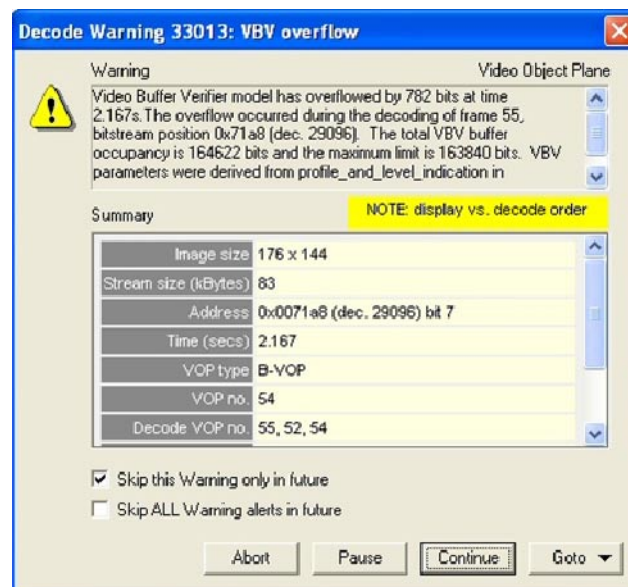 Decode Warning 33013: VBV overflow
Warning Video Object Plane
Video Buffer Verifier model has overflowed by 782 bits at time
2.167s. The overflow occurred during the decoding of frame 55,
bitstream position 0x71a8 (dec. 29096). The total VBV buffer
occupancy is 164622 bits and the maximum limit is 163840 bits. VBV
parameters were derived from profile_and_level_indication in
Summary NOTE: display vs. decode order
Image size 176 x 144
Stream size (kBytes) 83
Address 0x0071a8 (dec. 29096) bit 7
Time (secs) 2.167
VOP type B-VOP
VOP no. 54
Decode VOP no. 55, 52, 54
Skip this Warning only in future
Skip ALL Warning alerts in future
Abort Pause Continue Goto